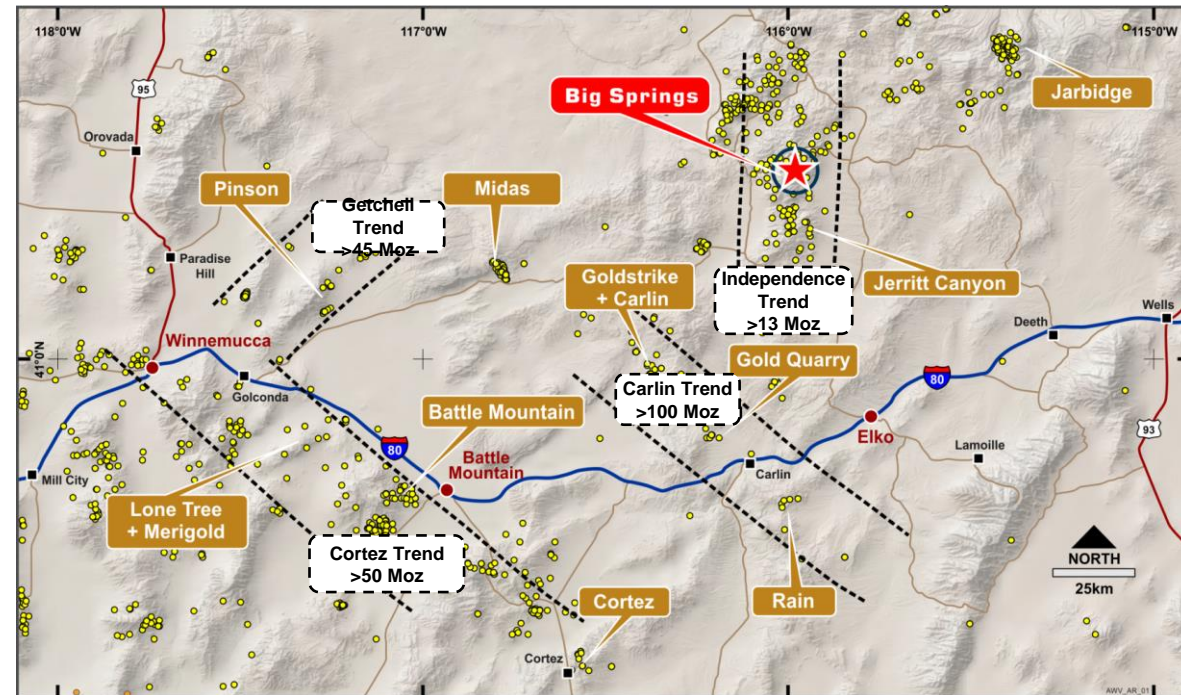 118°0'W
117°0'W
116°0'W
115°0'W
95
Orovada
Big Springs
Jarbidge
Pinson
Midas
Getchell
Trend
>45 Moz
Paradise
Hill
Goldstrike
+ Carlin
Independence
Trend
>13 Moz
Jerritt Canyon
Wells
Deeth
Winnemucca
41°0'N
Gold Quarry
Carlin Trend
>100 Moz
80
Golconda
Battle Mountain
93
Elko
80
Lamoille
Battle
Mountain
Carlin
Mill City
Lone Tree
+ Merigold
Cortez Trend
>50 Moz
NORTH
25km
Cortez
Rain
Cortez
AWV_AR_01